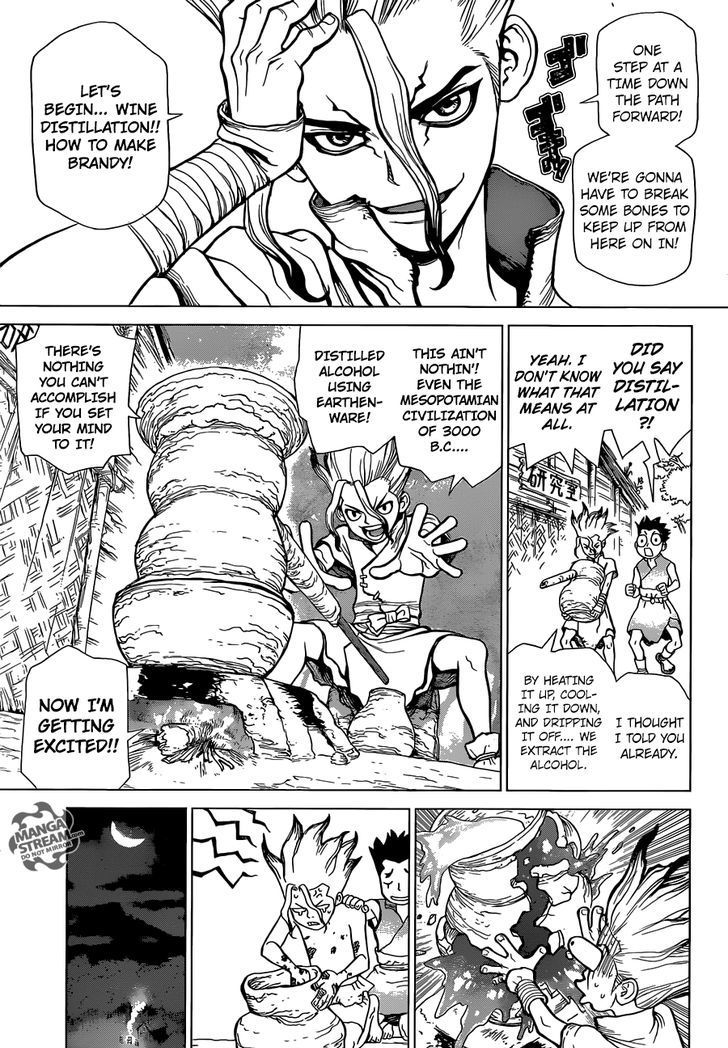 ONE
STEP AT A
TIME DOWN
THE PATH
FORWARD!
WE'RE GONNA
HAVE TO BREAK
SOME BONES TO
KEEP UP FROM
HERE ON IN!
LET'S
BEGIN... WINE
DISTILLATION!!
HOW TO MAKE
BRANDY!
DID
YOU SAY
DISTIL-
LATION
?!
YEAH. I
DON'T KNOW
WHAT THAT
MEANS AT
ALL.
研究室
I THOUGHT
I TOLD YOU
ALREADY.
BY HEATING
IT UP, COOL-
ING IT DOWN,
AND DRIPPING
IT OFF.... WE
EXTRACT THE
ALCOHOL.
THIS AIN'T
NOTHIN'!
EVEN THE
MESOPOTAMIAN
CIVILIZATION
OF 3000
B.C....
DISTILLED
ALCOHOL
USING
EARTHEN-
WARE!
THERE'S
NOTHING
YOU CAN'T
ACCOMPLISH
IF YOU SET
YOUR MIND
TO IT!
NOW I'M
GETTING
EXCITED!!
MANGA
STREAM.com
DO NOT MIRROR